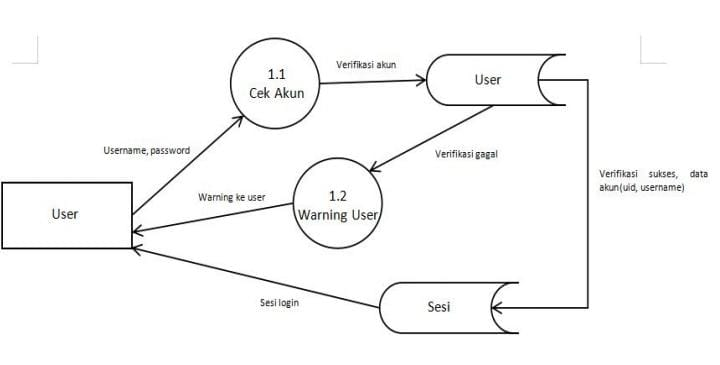 Verifikasi akun
1.1
Cek Akun
User
Username, password
Verifikasi gagal
Verifikasi sukses, data
akun(uid, username)
Warning ke user
1.2
Warning User
User
Sesi login
Sesi